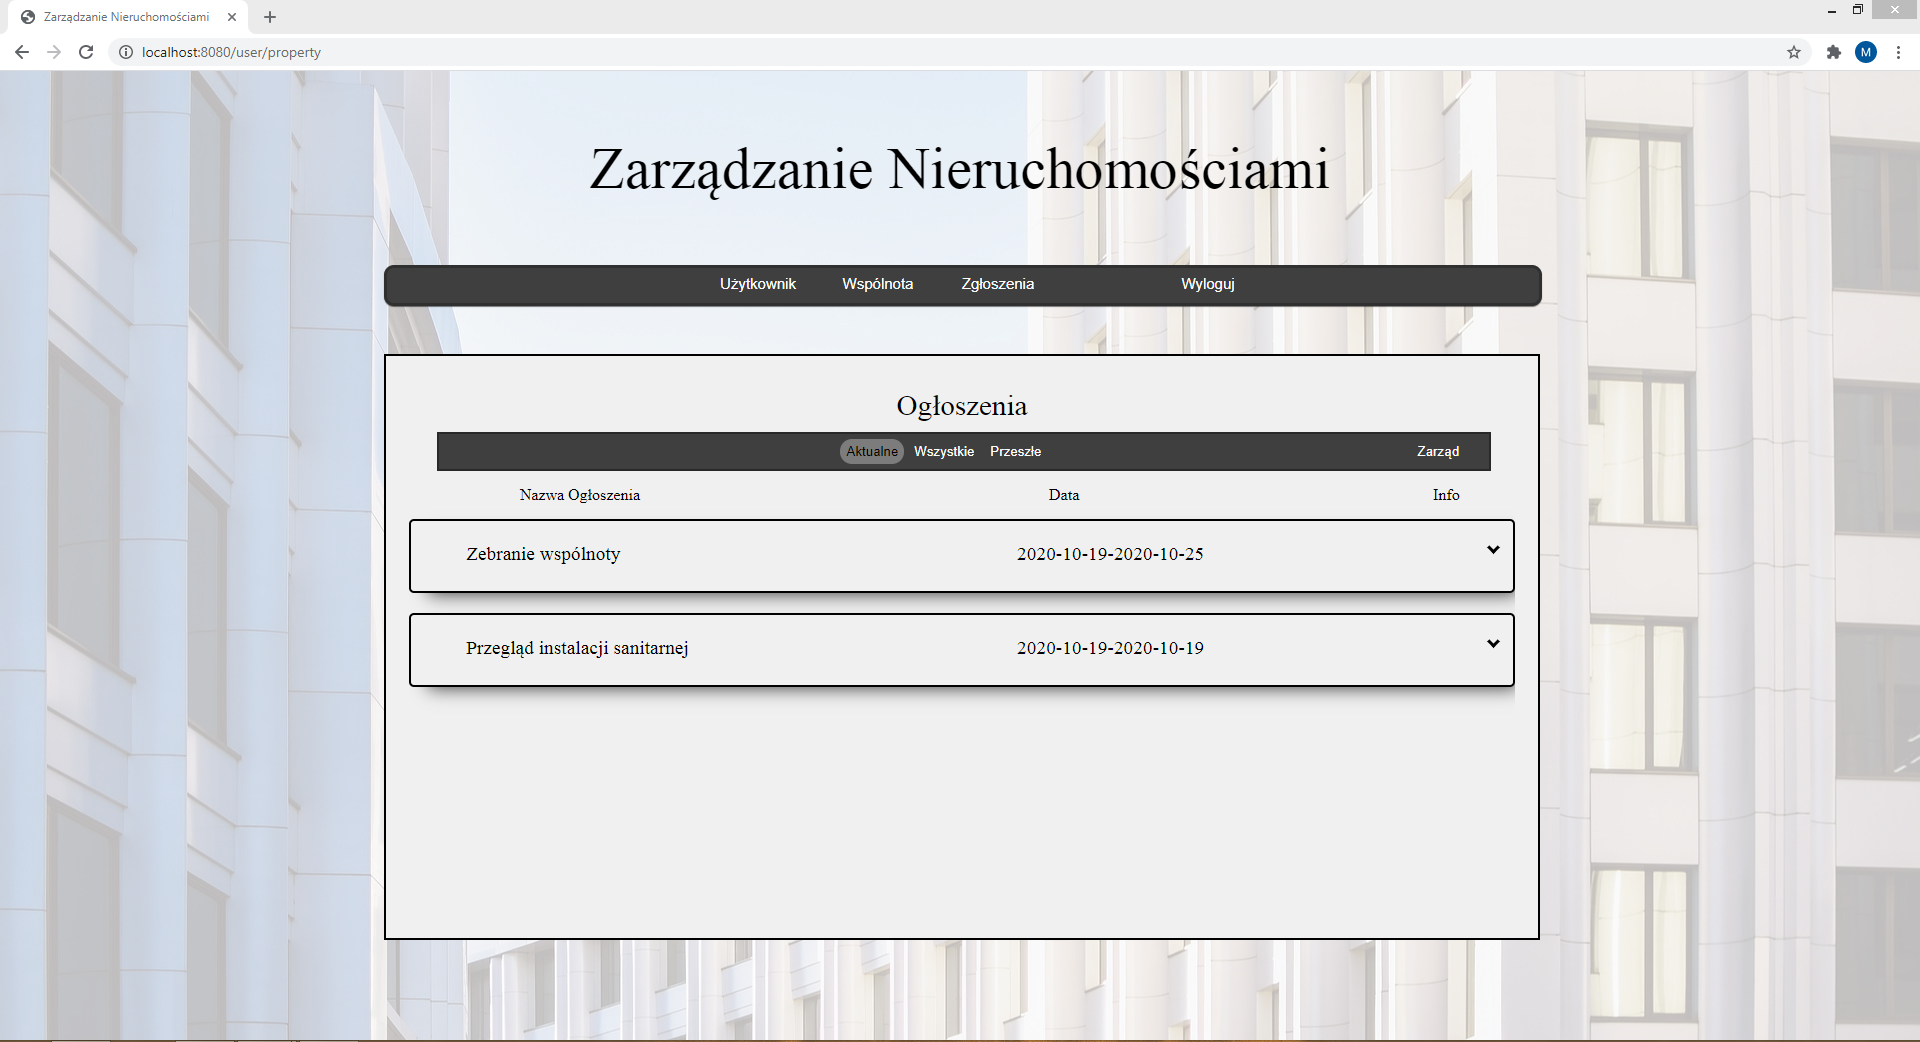 Zarządzanie Nieruchomościami
localhost:8080/user/property
M
Zarządzanie Nieruchomościami
Użytkownik Wspólnota Zgłoszenia Wyloguj
Ogłoszenia
Aktualne Wszystkie Przeszłe Zarząd
Nazwa Ogłoszenia Data Info
Zebranie wspólnoty 2020-10-19-2020-10-25
Przegląd instalacji sanitarnej 2020-10-19-2020-10-19